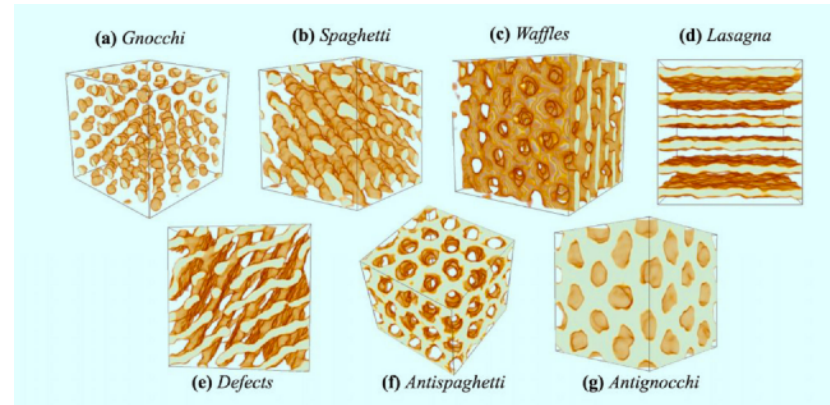 (a) Gnocchi
(b) Spaghetti
(c) Waffles
(d) Lasagna
(e) Defects
(f) Antispaghetti
(g) Antignocchi